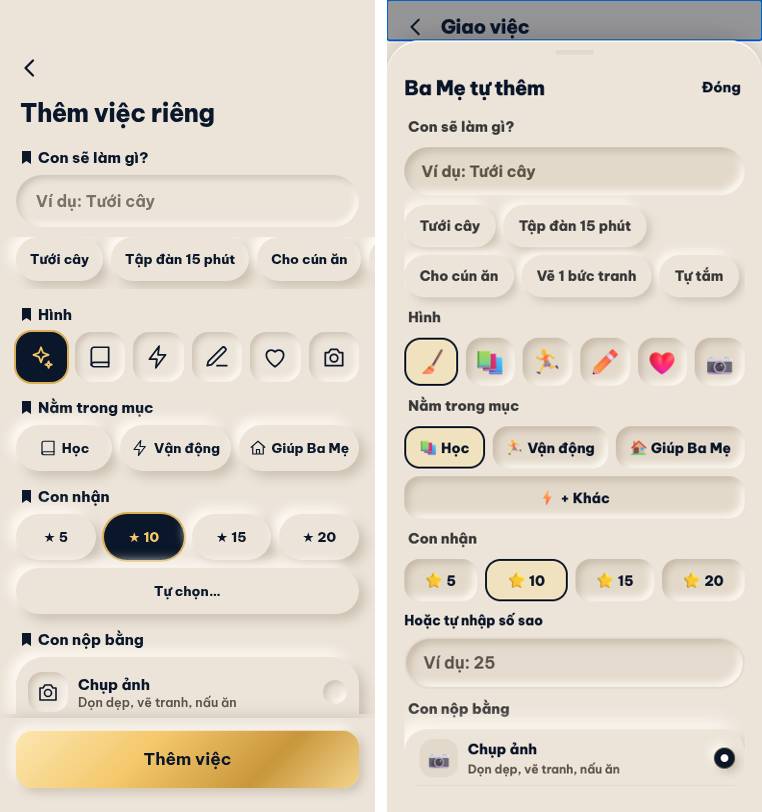 Thêm việc riêng
Con sẽ làm gì?
Ví dụ: Tưới cây
Tưới cây
Tập đàn 15 phút
Cho cún ăn
Hình
Nằm trong mục
Học
Vận động
Giúp Ba Mẹ
Con nhận
★ 5
★ 10
★ 15
★ 20
Tự chọn...
Con nộp bằng
Chụp ảnh
Dọn dẹp, vẽ tranh, nấu ăn
Thêm việc
Giao việc
Ba Mẹ tự thêm
Đóng
Con sẽ làm gì?
Ví dụ: Tưới cây
Tưới cây
Tập đàn 15 phút
Cho cún ăn
Vẽ 1 bức tranh
Tự tắm
Hình
Nằm trong mục
Học
Vận động
Giúp Ba Mẹ
+ Khác
Con nhận
5
10
15
20
Hoặc tự nhập số sao
Ví dụ: 25
Con nộp bằng
Chụp ảnh
Dọn dẹp, vẽ tranh, nấu ăn